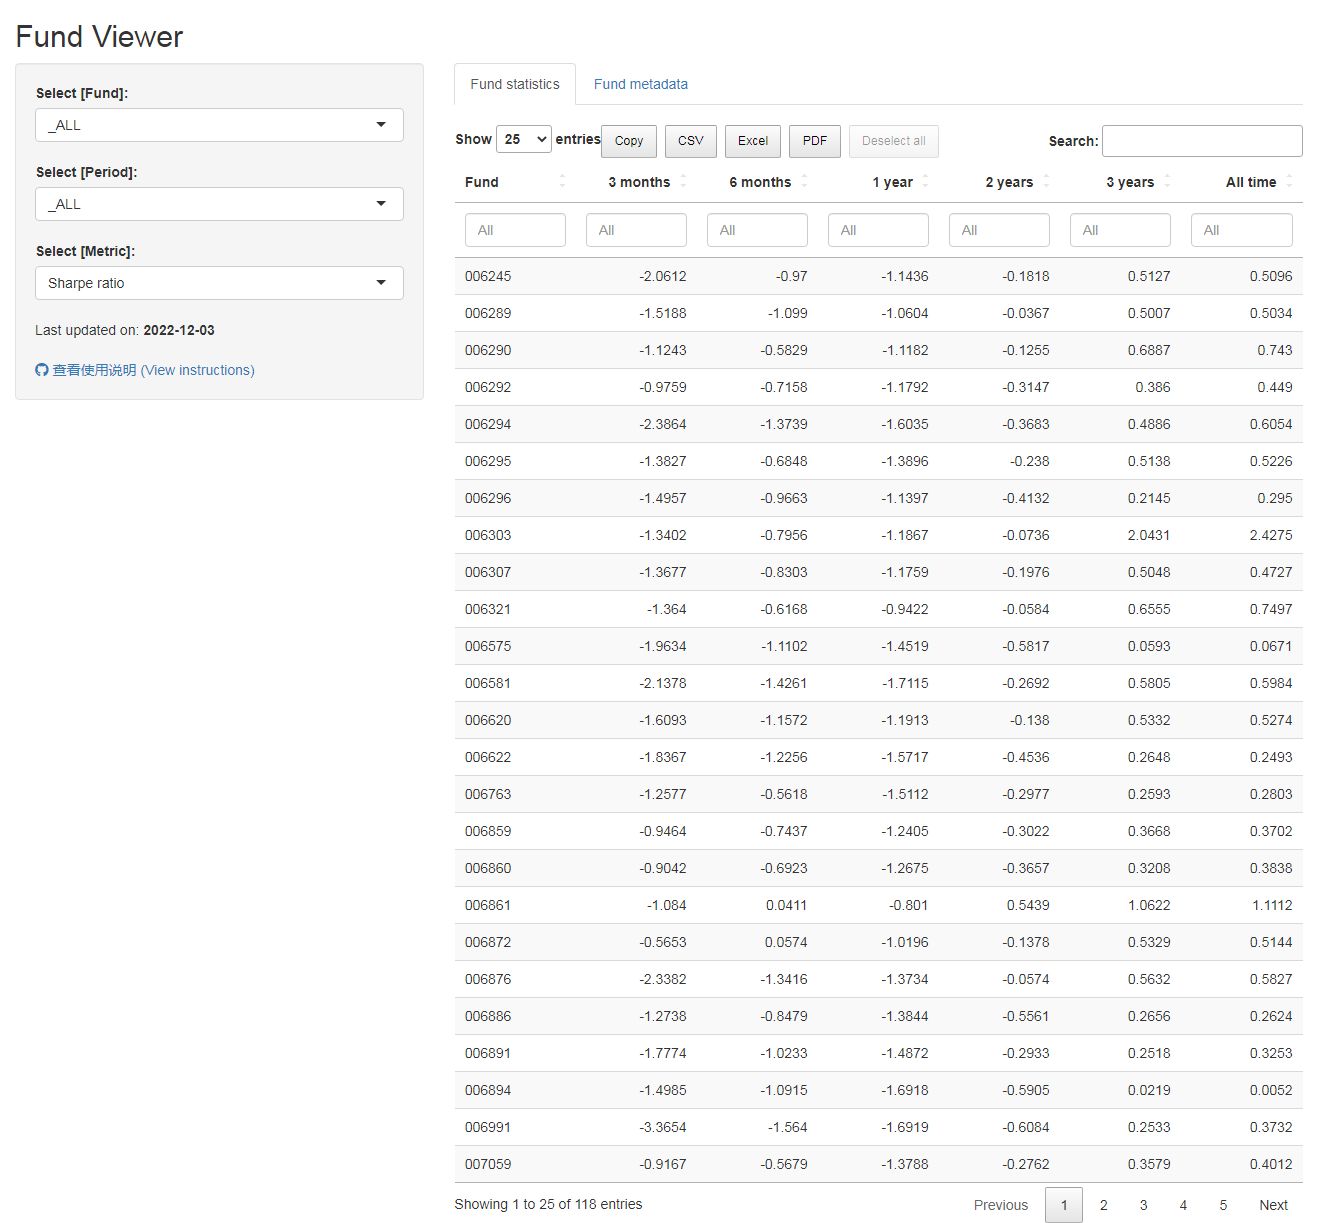 Fund Viewer
Select [Fund]:
_ALL
Select [Period]:
_ALL
Select [Metric]:
Sharpe ratio
Last updated on: 2022-12-03
查看使用说明 (View instructions)
Fund statistics Fund metadata
Show 25 entries Copy CSV Excel PDF Deselect all Search:
Fund 3 months 6 months 1 year 2 years 3 years All time
All All All All All All All
006245 -2.0612 -0.97 -1.1436 -0.1818 0.5127 0.5096
006289 -1.5188 -1.099 -1.0604 -0.0367 0.5007 0.5034
006290 -1.1243 -0.5829 -1.1182 -0.1255 0.6887 0.743
006292 -0.9759 -0.7158 -1.1792 -0.3147 0.386 0.449
006294 -2.3864 -1.3739 -1.6035 -0.3683 0.4886 0.6054
006295 -1.3827 -0.6848 -1.3896 -0.238 0.5138 0.5226
006296 -1.4957 -0.9663 -1.1397 -0.4132 0.2145 0.295
006303 -1.3402 -0.7956 -1.1867 -0.0736 2.0431 2.4275
006307 -1.3677 -0.8303 -1.1759 -0.1976 0.5048 0.4727
006321 -1.364 -0.6168 -0.9422 -0.0584 0.6555 0.7497
006575 -1.9634 -1.1102 -1.4519 -0.5817 0.0593 0.0671
006581 -2.1378 -1.4261 -1.7115 -0.2692 0.5805 0.5984
006620 -1.6093 -1.1572 -1.1913 -0.138 0.5332 0.5274
006622 -1.8367 -1.2256 -1.5717 -0.4536 0.2648 0.2493
006763 -1.2577 -0.5618 -1.5112 -0.2977 0.2593 0.2803
006859 -0.9464 -0.7437 -1.2405 -0.3022 0.3668 0.3702
006860 -0.9042 -0.6923 -1.2675 -0.3657 0.3208 0.3838
006861 -1.084 0.0411 -0.801 0.5439 1.0622 1.1112
006872 -0.5653 0.0574 -1.0196 -0.1378 0.5329 0.5144
006876 -2.3382 -1.3416 -1.3734 -0.0574 0.5632 0.5827
006886 -1.2738 -0.8479 -1.3844 -0.5561 0.2656 0.2624
006891 -1.7774 -1.0233 -1.4872 -0.2933 0.2518 0.3253
006894 -1.4985 -1.0915 -1.6918 -0.5905 0.0219 0.0052
006991 -3.3654 -1.564 -1.6919 -0.6084 0.2533 0.3732
007059 -0.9167 -0.5679 -1.3788 -0.2762 0.3579 0.4012
Showing 1 to 25 of 118 entries Previous 1 2 3 4 5 Next